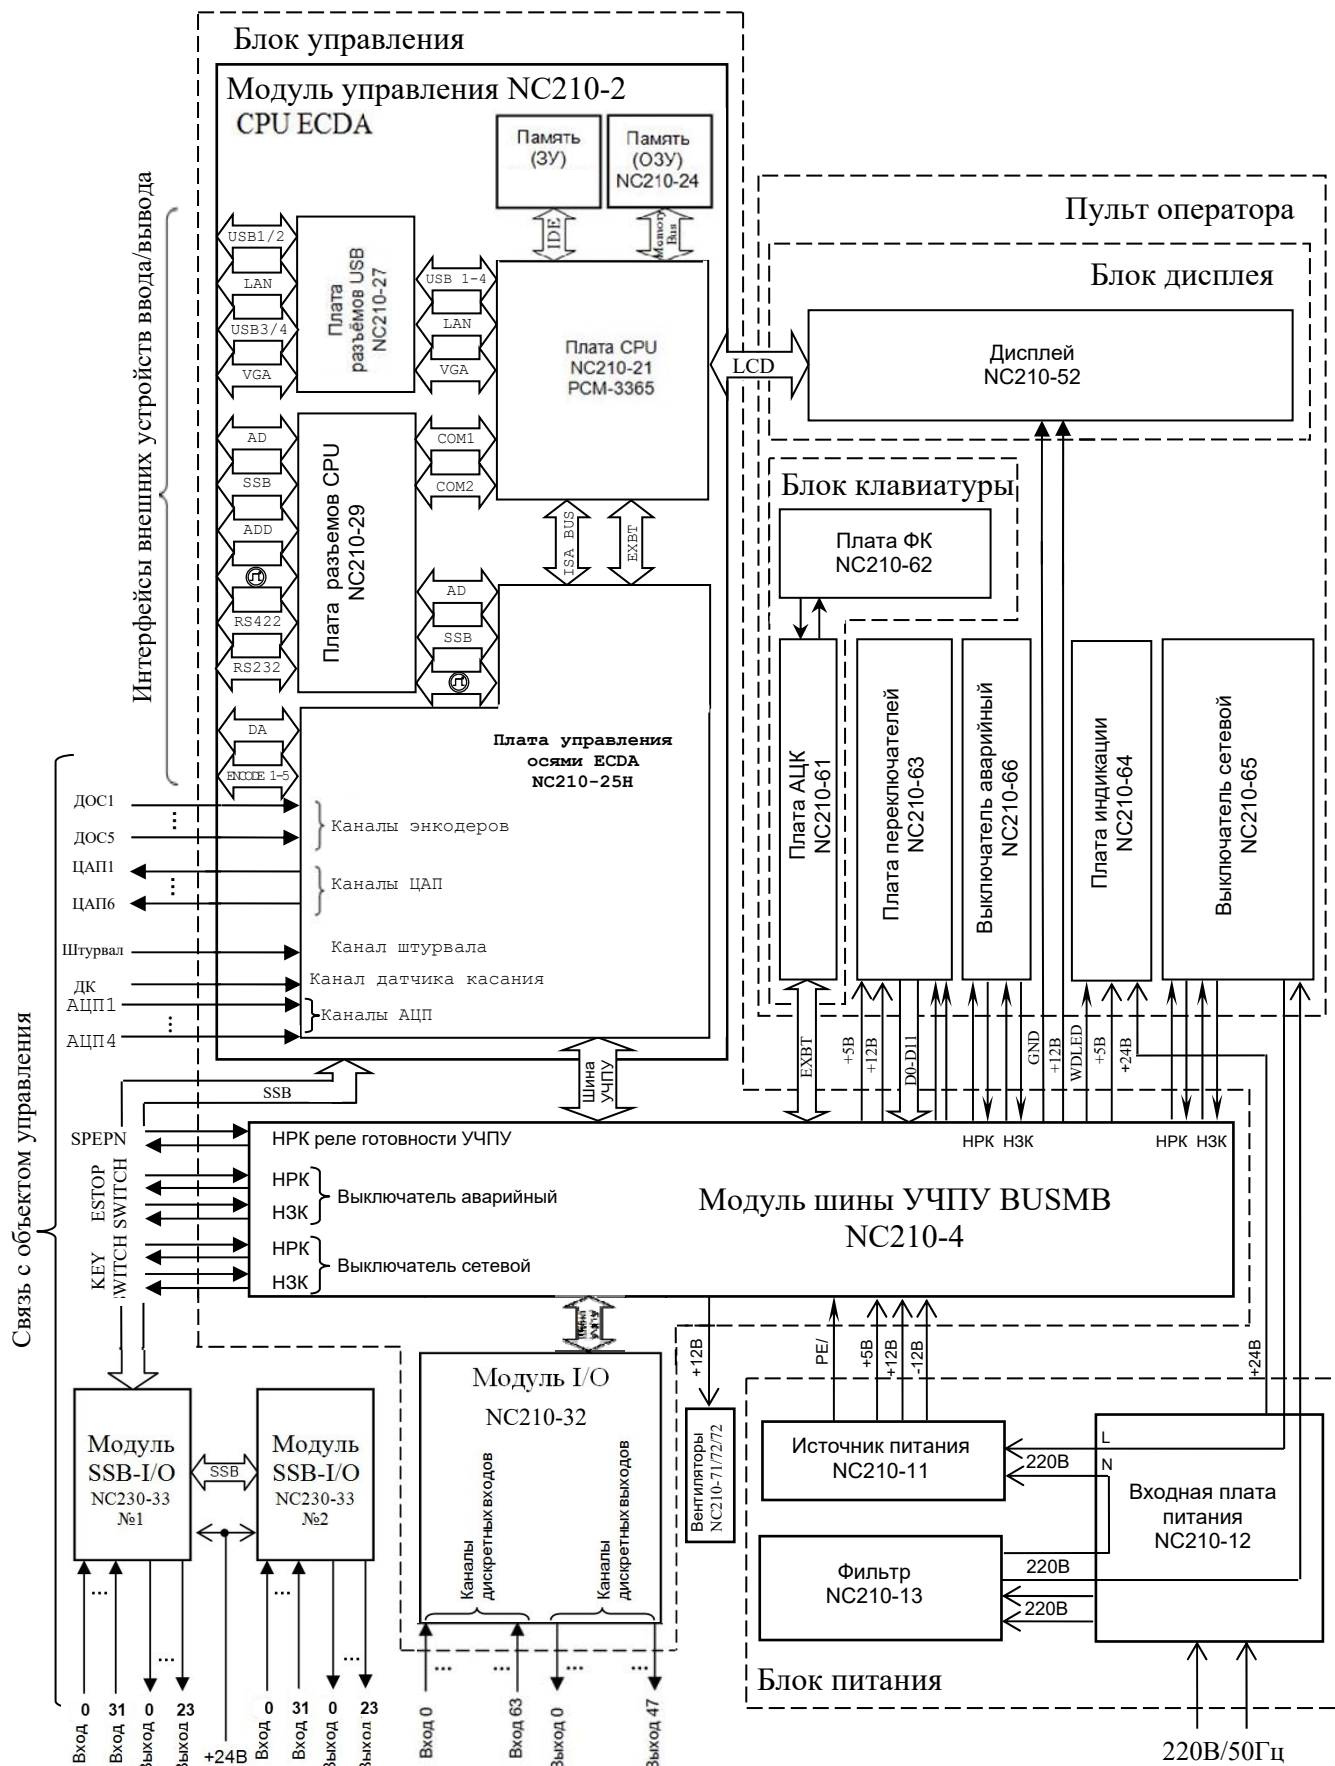 Блок управления
Модуль управления NC210-2
CPU ECDA
Память
(ЗУ)
Память
(ОЗУ)
NC210-24
IDE
Memory
Bus
Интерфейсы внешних устройств ввода/вывода
USB1/2
LAN
USB3/4
VGA
Плата
разъёмов USB
NC210-27
USB 1-4
LAN
VGA
Плата CPU
NC210-21
PCM-3365
AD
SSB
ADD
RS422
RS232
Плата разъемов CPU
NC210-29
COM1
COM2
ISA BUS
EXBT
AD
SSB
DA
ENCODE 1-5
Плата управления
осями ECDA
NC210-25H
Пульт оператора
Блок дисплея
LCD
Дисплей
NC210-52
Блок клавиатуры
Плата ФК
NC210-62
Плата АЦК
NC210-61
Плата переключателей
NC210-63
Выключатель аварийный
NC210-66
Плата индикации
NC210-64
Выключатель сетевой
NC210-65
Связь с объектом управления
ДОС1
...
ДОС5
Каналы энкодеров
ЦАП1
...
ЦАП6
Каналы ЦАП
Штурвал
Канал штурвала
ДК
Канал датчика касания
АЦП1
...
АЦП4
Каналы АЦП
SSB
Шина
УЧПУ
EXBT
+5В
+12В
D0-D11
GND
+12В
WDLED
+5В
+24В
SPEPN
НРК реле готовности УЧПУ
ESTOP
SWITCH
НРК
НЗК
Выключатель аварийный
KEY
SWITCH
НРК
НЗК
Выключатель сетевой
НРК НЗК
НРК НЗК
Модуль шины УЧПУ BUSMB
NC210-4
+12В
PE/
+5В
+12В
-12В
+24В
Модуль
SSB-I/O
NC230-33
№1
SSB
Модуль
SSB-I/O
NC230-33
№2
Модуль I/O
NC210-32
Каналы
дискретных входов
Каналы
дискретных выходов
Вентиляторы
NC210-71/72/72
Источник питания
NC210-11
L
N
220В
Входная плата
питания
NC210-12
Фильтр
NC210-13
220В
220В
Блок питания
... ... ... ...
... ... ... ...
Вход 0
Вход 31
Выход 0
Выход 23
+24В
Вход 0
Вход 31
Выход 0
Выход 23
Вход 0
Вход 63
Выход 0
Выход 47
220В/50Гц